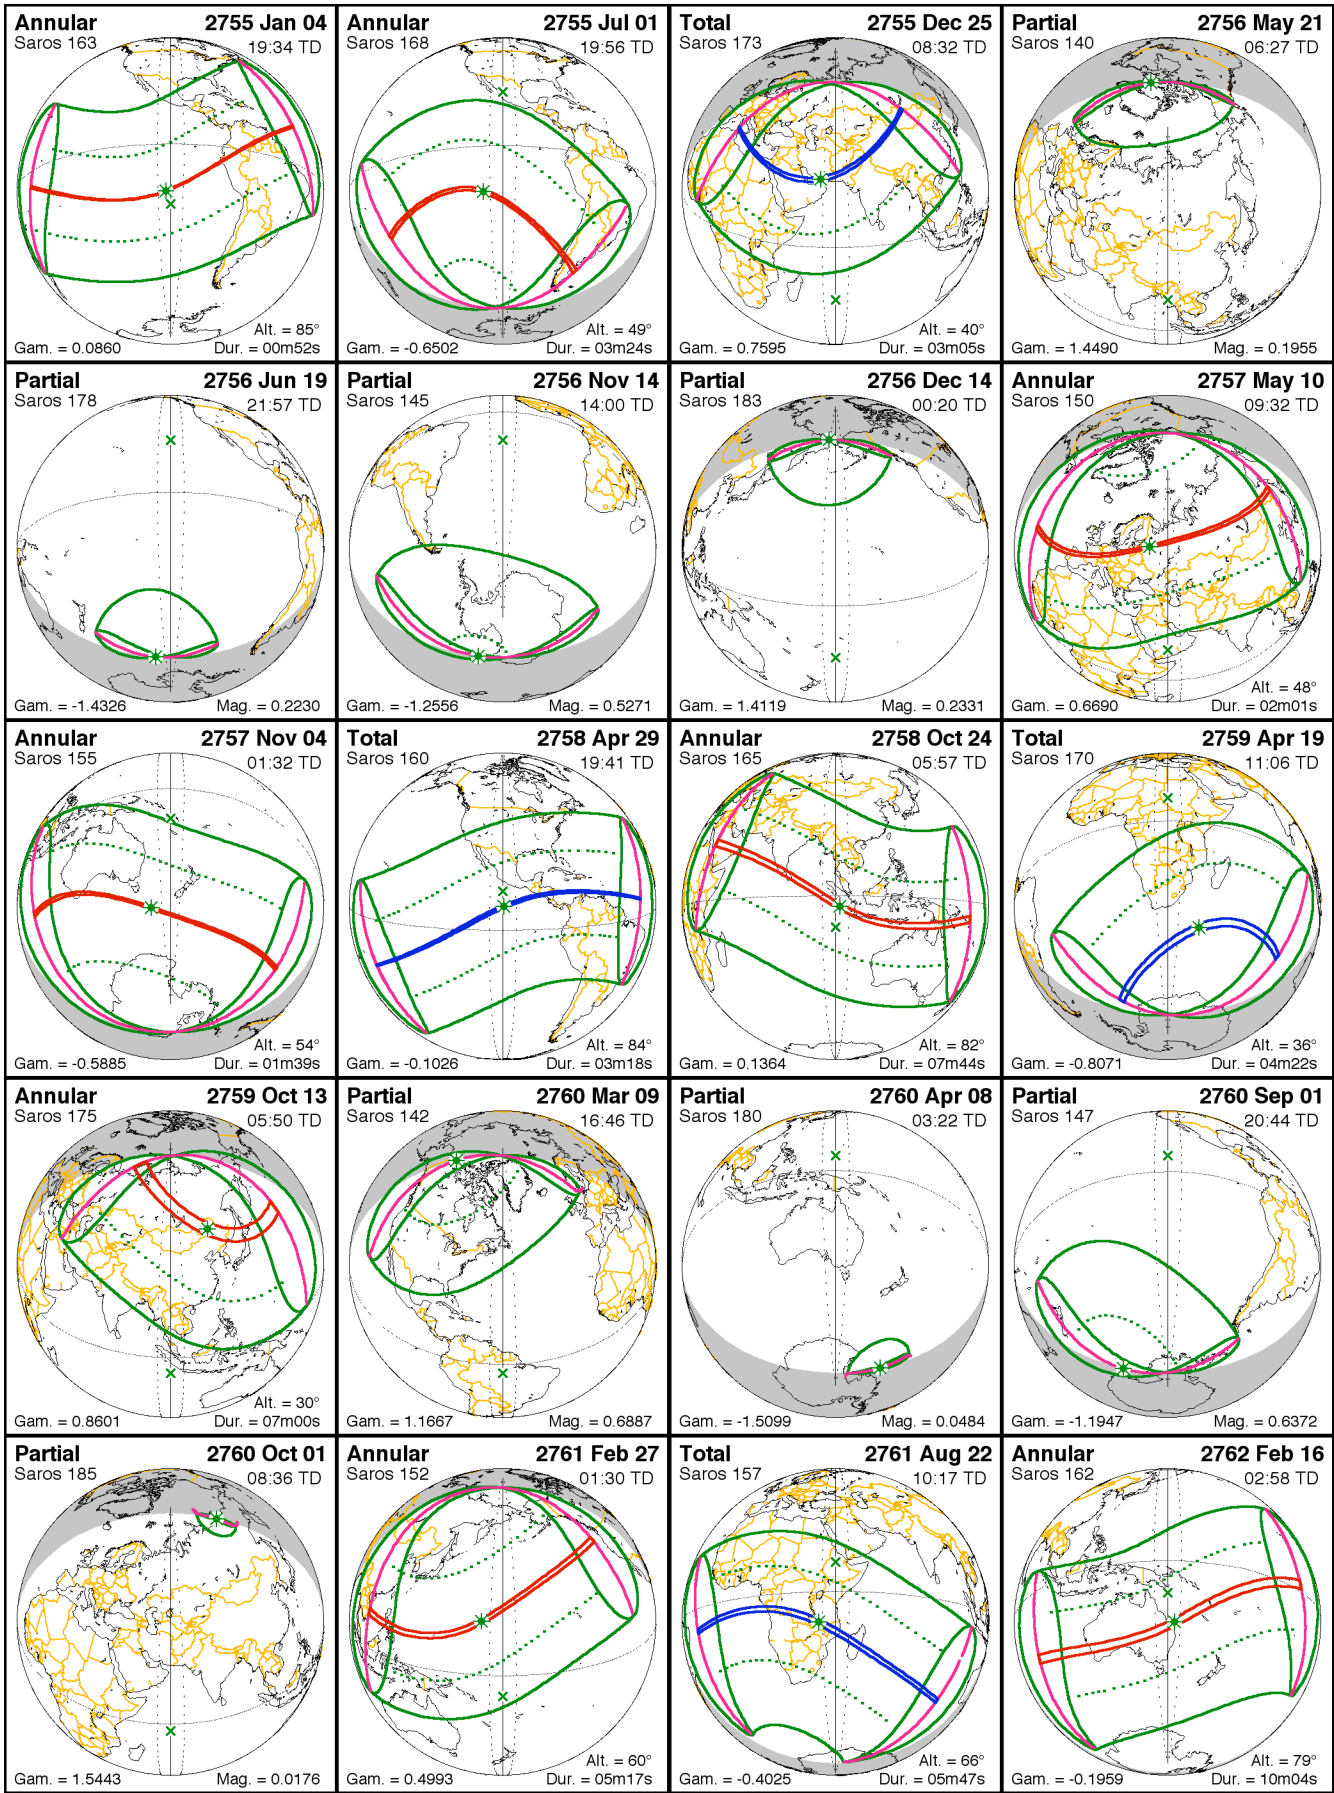 Annular 2755 Jan 04
Saros 163 19:34 TD
Alt. = 85°
Gam. = 0.0860 Dur. = 00m52s
Annular 2755 Jul 01
Saros 168 19:56 TD
Alt. = 49°
Gam. = -0.6502 Dur. = 03m24s
Total 2755 Dec 25
Saros 173 08:32 TD
Alt. = 40°
Gam. = 0.7595 Dur. = 03m05s
Partial 2756 May 21
Saros 140 06:27 TD
Gam. = 1.4490 Mag. = 0.1955
Partial 2756 Jun 19
Saros 178 21:57 TD
Gam. = -1.4326 Mag. = 0.2230
Partial 2756 Nov 14
Saros 145 14:00 TD
Gam. = -1.2556 Mag. = 0.5271
Partial 2756 Dec 14
Saros 183 00:20 TD
Gam. = 1.4119 Mag. = 0.2331
Annular 2757 May 10
Saros 150 09:32 TD
Alt. = 48°
Gam. = 0.6690 Dur. = 02m01s
Annular 2757 Nov 04
Saros 155 01:32 TD
Alt. = 54°
Gam. = -0.5885 Dur. = 01m39s
Total 2758 Apr 29
Saros 160 19:41 TD
Alt. = 84°
Gam. = -0.1026 Dur. = 03m18s
Annular 2758 Oct 24
Saros 165 05:57 TD
Alt. = 82°
Gam. = 0.1364 Dur. = 07m44s
Total 2759 Apr 19
Saros 170 11:06 TD
Alt. = 36°
Gam. = -0.8071 Dur. = 04m22s
Annular 2759 Oct 13
Saros 175 05:50 TD
Alt. = 30°
Gam. = 0.8601 Dur. = 07m00s
Partial 2760 Mar 09
Saros 142 16:46 TD
Gam. = 1.1667 Mag. = 0.6887
Partial 2760 Apr 08
Saros 180 03:22 TD
Gam. = -1.5099 Mag. = 0.0484
Partial 2760 Sep 01
Saros 147 20:44 TD
Gam. = -1.1947 Mag. = 0.6372
Partial 2760 Oct 01
Saros 185 08:36 TD
Gam. = 1.5443 Mag. = 0.0176
Annular 2761 Feb 27
Saros 152 01:30 TD
Alt. = 60°
Gam. = 0.4993 Dur. = 05m17s
Total 2761 Aug 22
Saros 157 10:17 TD
Alt. = 66°
Gam. = -0.4025 Dur. = 05m47s
Annular 2762 Feb 16
Saros 162 02:58 TD
Alt. = 79°
Gam. = -0.1959 Dur. = 10m04s